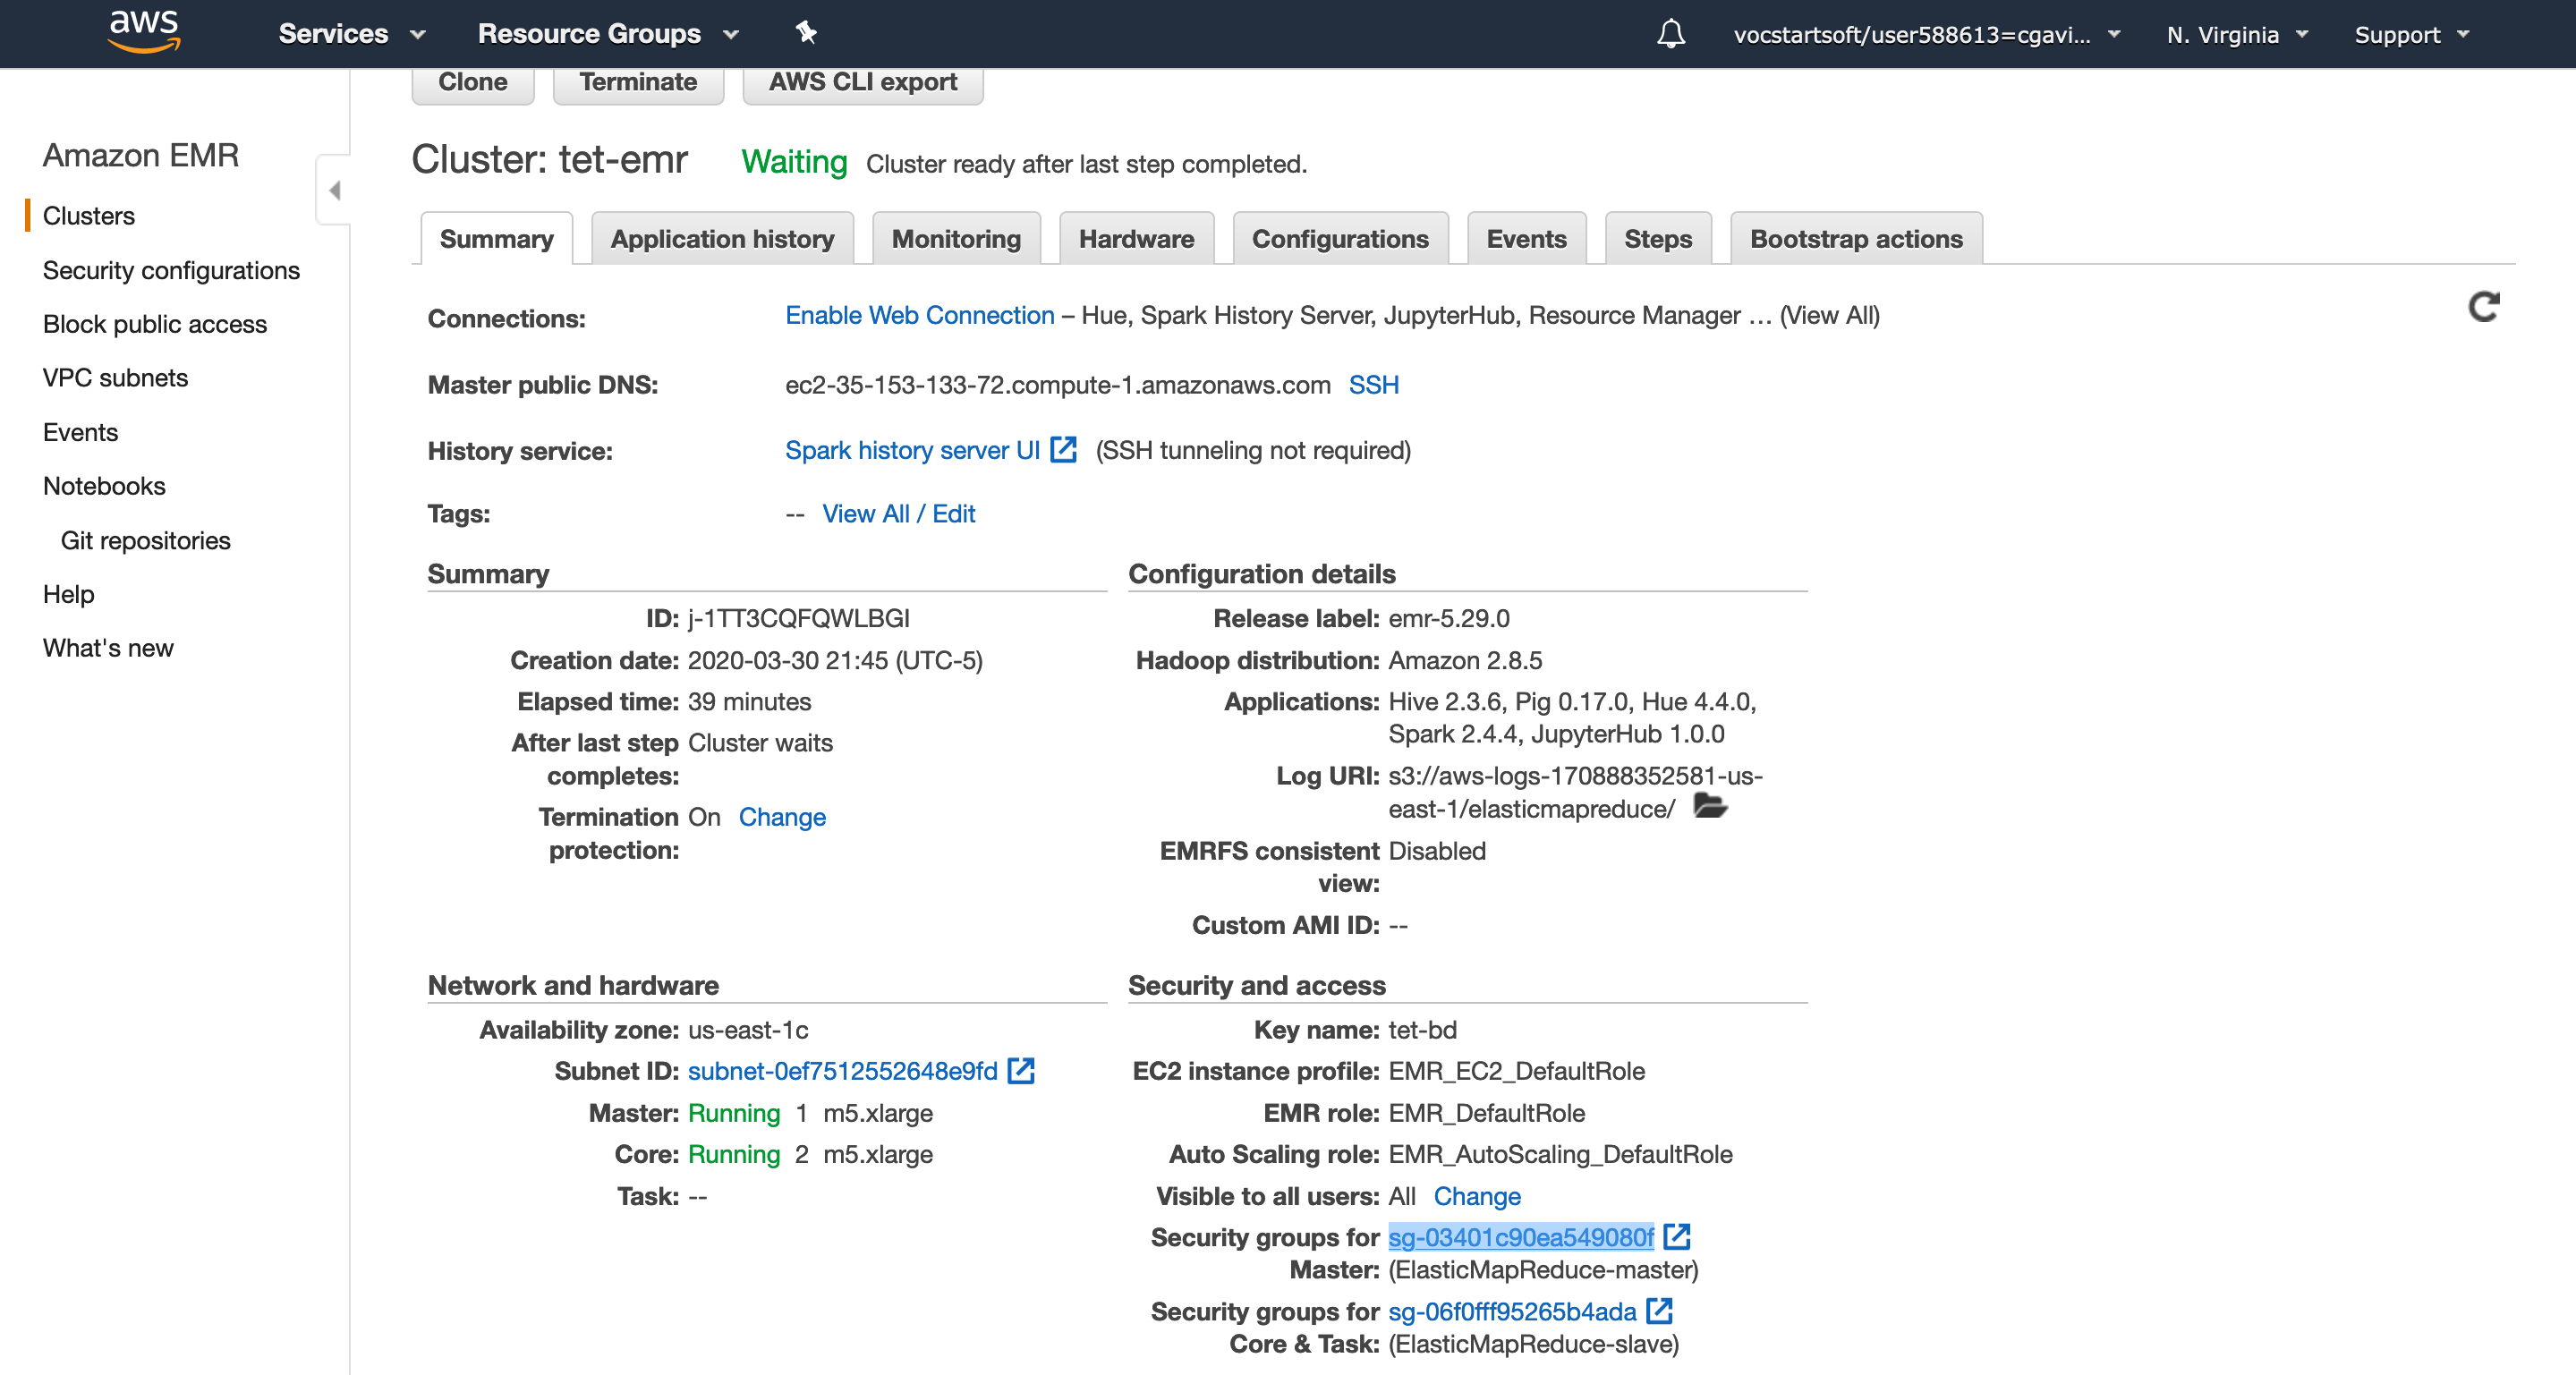 aws Services Resource Groups vocstartsoft/user588613=cgavi... N. Virginia Support
Clone Terminate AWS CLI export
Amazon EMR
Clusters
Security configurations
Block public access
VPC subnets
Events
Notebooks
Git repositories
Help
What's new
Cluster: tet-emr Waiting Cluster ready after last step completed.
Summary Application history Monitoring Hardware Configurations Events Steps Bootstrap actions
Connections: Enable Web Connection – Hue, Spark History Server, JupyterHub, Resource Manager … (View All)
Master public DNS: ec2-35-153-133-72.compute-1.amazonaws.com SSH
History service: Spark history server UI (SSH tunneling not required)
Tags: -- View All / Edit
Summary
ID: j-1TT3CQFQWLBGI
Creation date: 2020-03-30 21:45 (UTC-5)
Elapsed time: 39 minutes
After last step Cluster waits
completes:
Termination On Change
protection:
Configuration details
Release label: emr-5.29.0
Hadoop distribution: Amazon 2.8.5
Applications: Hive 2.3.6, Pig 0.17.0, Hue 4.4.0,
Spark 2.4.4, JupyterHub 1.0.0
Log URI: s3://aws-logs-170888352581-us-
east-1/elasticmapreduce/
EMRFS consistent Disabled
view:
Custom AMI ID: --
Network and hardware
Availability zone: us-east-1c
Subnet ID: subnet-0ef7512552648e9fd
Master: Running 1 m5.xlarge
Core: Running 2 m5.xlarge
Task: --
Security and access
Key name: tet-bd
EC2 instance profile: EMR_EC2_DefaultRole
EMR role: EMR_DefaultRole
Auto Scaling role: EMR_AutoScaling_DefaultRole
Visible to all users: All Change
Security groups for sg-03401c90ea549080f
Master: (ElasticMapReduce-master)
Security groups for sg-06f0fff95265b4ada
Core & Task: (ElasticMapReduce-slave)